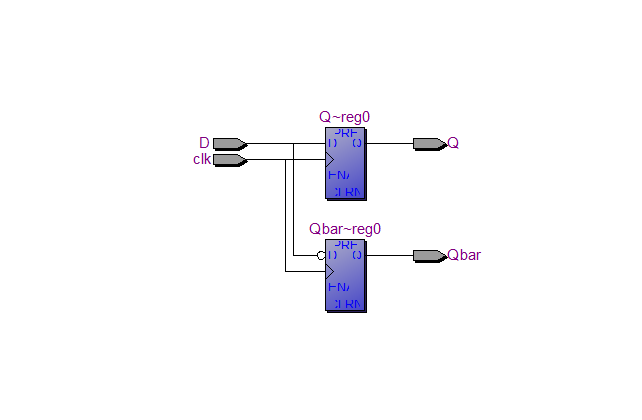 Q~reg0
PRE
D
D Q
Q
clk
ENA
CLRN
Qbar~reg0
PRE
D Q
Qbar
ENA
CLRN